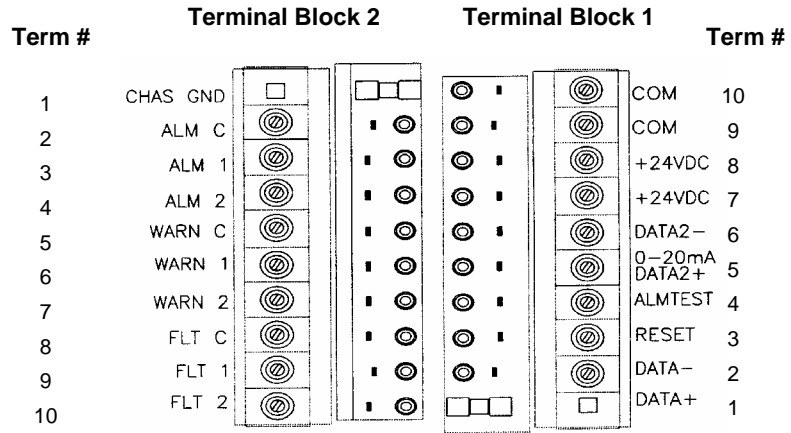 Terminal Block 2 Terminal Block 1
Term # Term #
1 CHAS GND COM 10
2 ALM C COM 9
3 ALM 1 +24VDC 8
4 ALM 2 +24VDC 7
5 WARN C DATA2- 6
6 WARN 1 0-20mA
DATA2+ 5
7 WARN 2 ALMTEST 4
8 FLT C RESET 3
9 FLT 1 DATA- 2
10 FLT 2 DATA+ 1